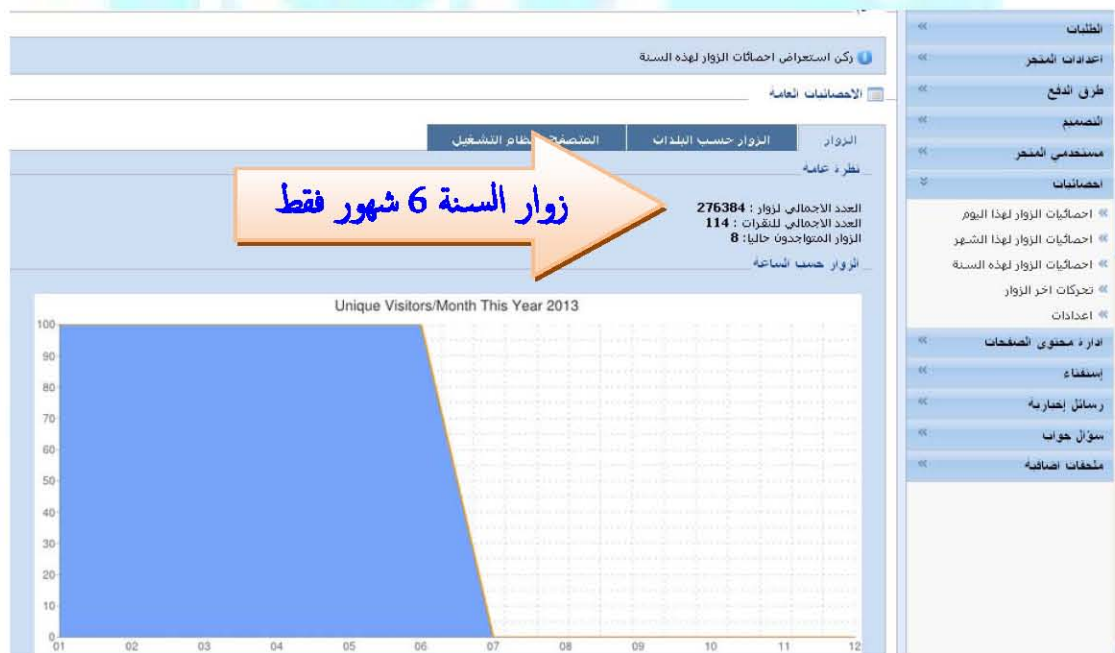 الطلبات
اعدادات المتجر
طرق الدفع
التصميم
مستخدمي المتجر
احصائيات
احصائيات الزوار لهذا اليوم
احصائيات الزوار لهذا الشهر
احصائيات الزوار لهذه السنة
تحركات اخر الزوار
اعدادات
ادارة محتوى الصفحات
إستفتاء
رسائل إخبارية
سؤال جواب
ملحقات اضافية
ركن استعراض احصائات الزوار لهذه السنة
الاحصائيات العامة
الزوار
الزوار حسب البلدات
نظرة عامة
العدد الاجمالي لزوار : 276384
العدد الاجمالي للنقرات : 114
الزوار المتواجدون حاليا: 8
زوار السنة 6 شهور فقط
الزوار حسب الساعة
Unique Visitors/Month This Year 2013
100
90
80
70
60
50
40
30
20
10
0
01 02 03 04 05 06 07 08 09 10 11 12